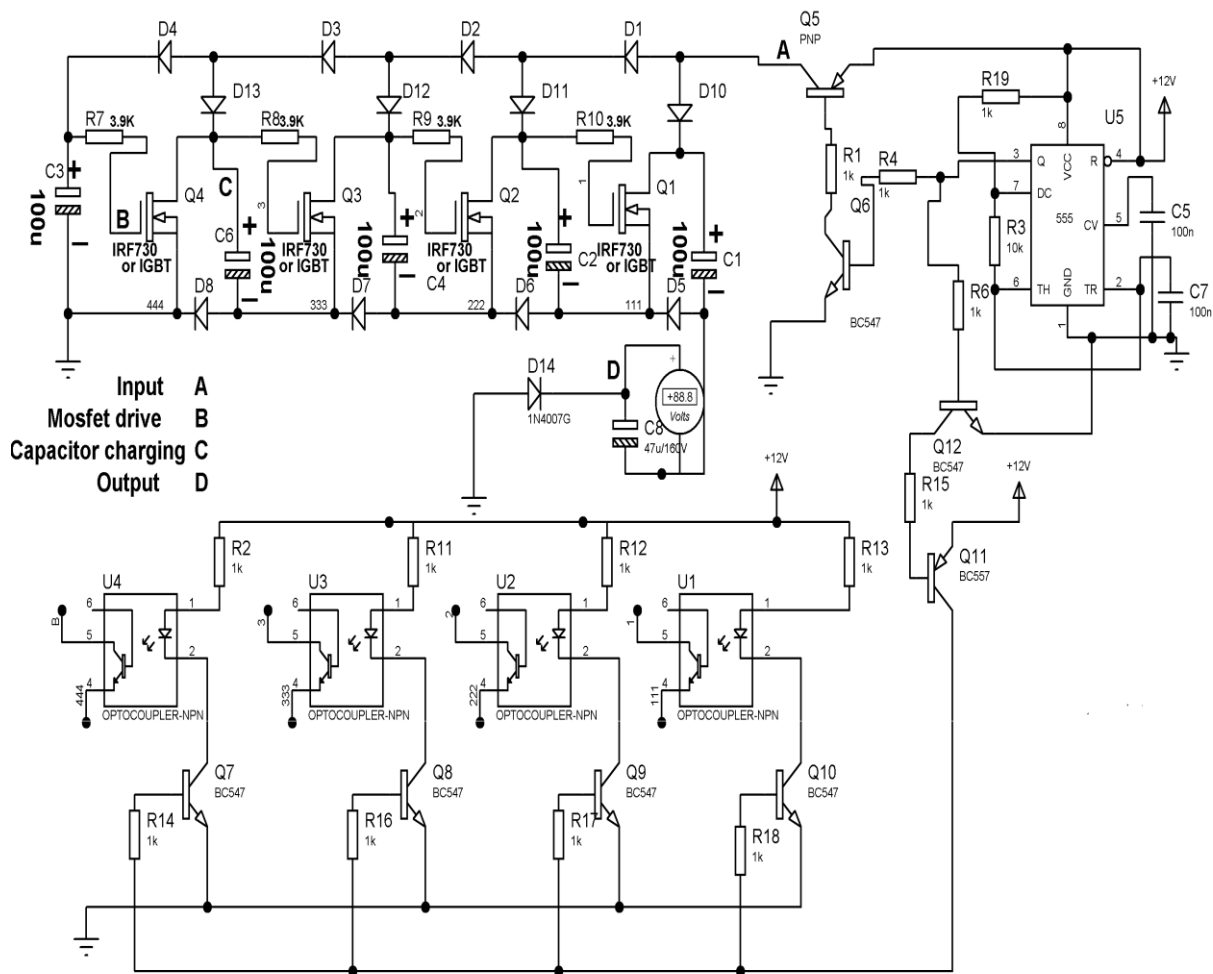 D4
D3
D2
D1
A
Q5
PNP
D13
D12
D11
D10
R19
1k
+12V
U5
R7 3.9K
R8 3.9K
R9 3.9K
R10 3.9K
R1
1k
R4
1k
Q6
8
VCC
3
Q
R
4
7
DC
555
CV
5
R3
10k
6
TH
GND
1
TR
2
C5
100n
C7
100n
C3
+
100u
B
Q4
C
3
Q3
2
Q2
1
Q1
+
+
+
+
IRF730
or IGBT
C6
100u
IRF730
or IGBT
100u
C4
IRF730
or IGBT
C2
100u
IRF730
or IGBT
C1
100u
444
D8
333
D7
222
D6
111
D5
BC547
R6
1k
Input A
Mosfet drive B
Capacitor charging C
Output D
D14
1N4007G
D
+
+88.8
Volts
C8
47u/160V
Q12
BC547
R15
1k
+12V
+12V
Q11
BC557
R2
1k
R11
1k
R12
1k
R13
1k
U4
6
5
4
1
2
B
444
OPTOCOUPLER-NPN
U3
6
5
4
1
2
3
333
OPTOCOUPLER-NPN
U2
6
5
4
1
2
2
222
OPTOCOUPLER-NPN
U1
6
5
4
1
2
1
111
OPTOCOUPLER-NPN
Q7
BC547
Q8
BC547
Q9
BC547
Q10
BC547
R14
1k
R16
1k
R17
1k
R18
1k